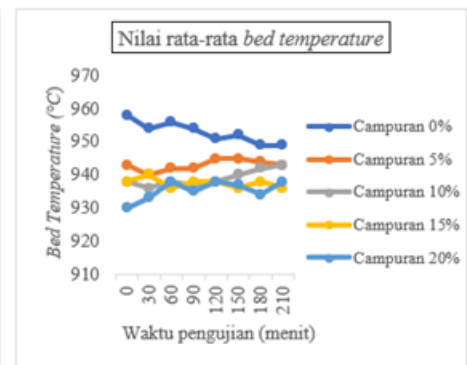 Nilai rata-rata bed temperature
970
960
950
940
930
920
910
Bed Temperature (°C)
0
30
60
90
120
150
180
210
Waktu pengujian (menit)
Campuran 0%
Campuran 5%
Campuran 10%
Campuran 15%
Campuran 20%